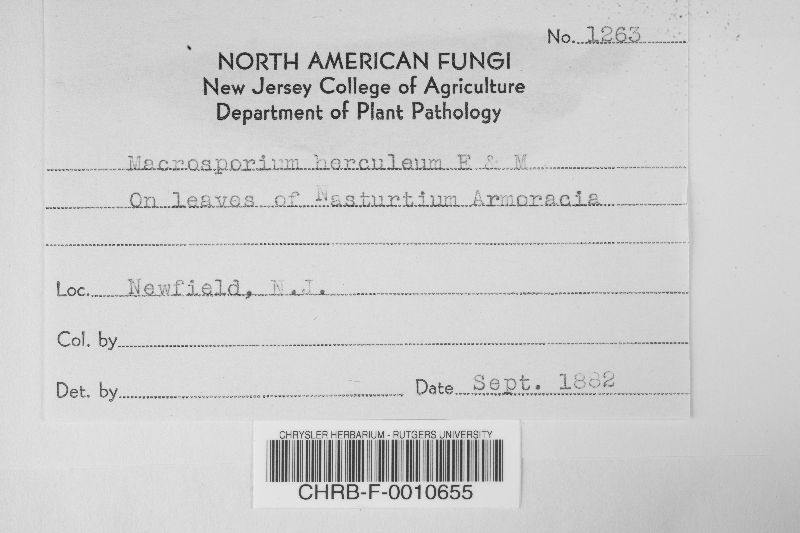 No. 1263
NORTH AMERICAN FUNGI
New Jersey College of Agriculture
Department of Plant Pathology
Macrosporium herculeum E & M
On leaves of Nasturtium Armoracia
Loc. Newfield, N.J.
Col. by
Det. by
Date Sept. 1882
CHRYSLER HERBARIUM - RUTGERS UNIVERSITY
CHRB-F-0010655